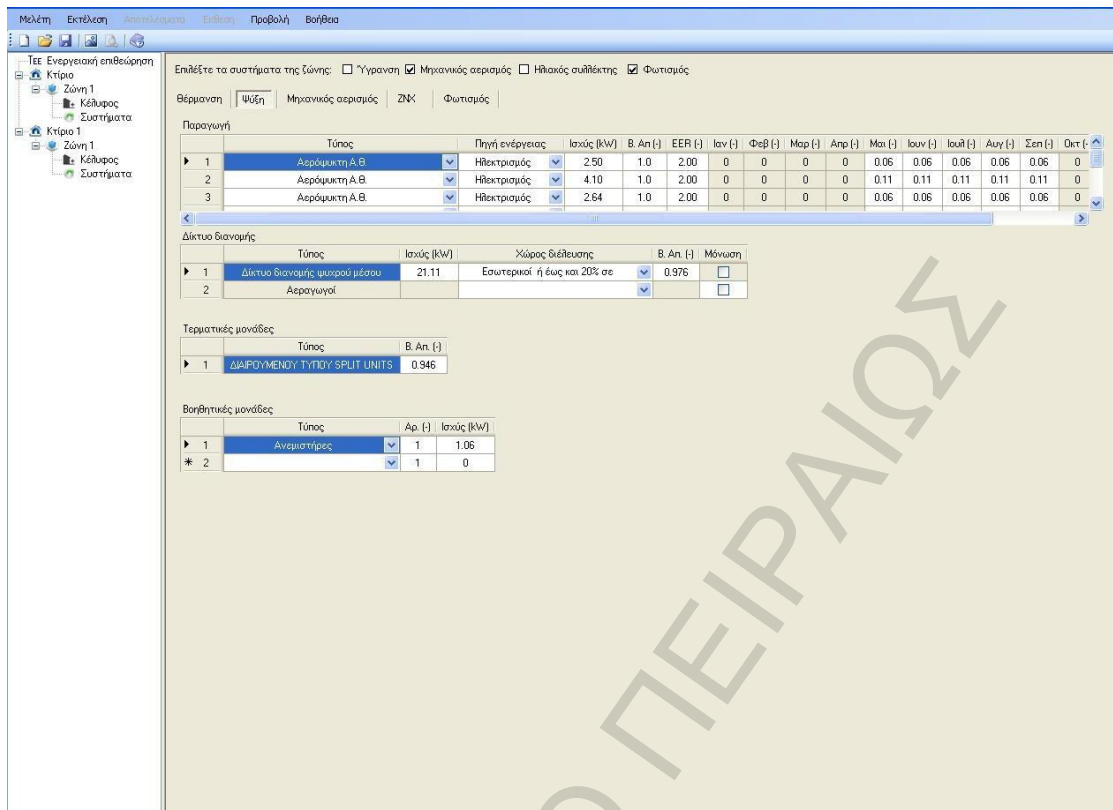 Μελέτη Εκτέλεση Αποτελέσματα Έκθεση Προβολή Βοήθεια
ΤΕΕ Ενεργειακή επιθεώρηση
Κτίριο
Ζώνη 1
Κέλυφος
Συστήματα
Κτίριο 1
Ζώνη 1
Κέλυφος
Συστήματα
Επιλέξτε τα συστήματα της ζώνης: Ύγρανση Μηχανικός αερισμός Ηλιακός συλλέκτης Φωτισμός
Θέρμανση Ψύξη Μηχανικός αερισμός ΖΝΧ Φωτισμός
Παραγωγή
Τύπος Πηγή ενέργειας Ισχύς (kW) Β. Απ (-) EER (-) Ιαν (-) Φεβ (-) Μαρ (-) Απρ (-) Μαι (-) Ιουν (-) Ιουλ (-) Αυγ (-) Σεπ (-) Οκτ (-
1 Αερόψυκτη Α.Θ. Ηλεκτρισμός 2.50 1.0 2.00 0 0 0 0 0.06 0.06 0.06 0.06 0.06 0
2 Αερόψυκτη Α.Θ. Ηλεκτρισμός 4.10 1.0 2.00 0 0 0 0 0.11 0.11 0.11 0.11 0.11 0
3 Αερόψυκτη Α.Θ. Ηλεκτρισμός 2.64 1.0 2.00 0 0 0 0 0.06 0.06 0.06 0.06 0.06 0
Δίκτυο διανομής
Τύπος Ισχύς (kW) Χώρος διέλευσης Β. Απ. (-) Μόνωση
1 Δίκτυο διανομής ψυχρού μέσου 21.11 Εσωτερικοί ή έως και 20% σε 0.976
2 Αεραγωγοί
Τερματικές μονάδες
Τύπος Β. Απ. (-)
1 ΔΙΑΙΡΟΥΜΕΝΟΥ ΤΥΠΟΥ SPLIT UNITS 0.946
Βοηθητικές μονάδες
Τύπος Αρ. (-) Ισχύς (kW)
1 Ανεμιστήρες 1 1.06
* 2 1 0
Ο ΠΕΙΡΑΙΩΣ